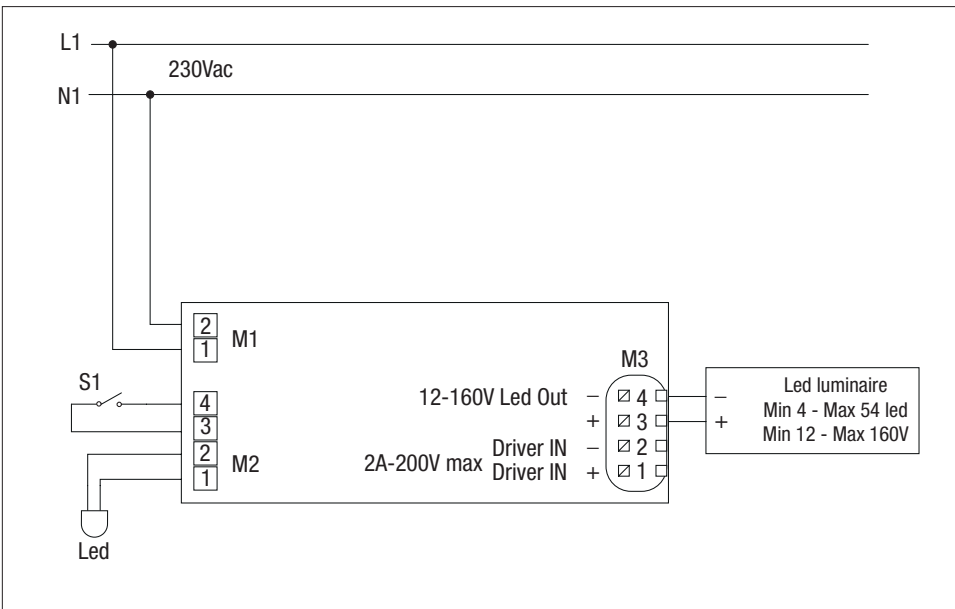 L1
230Vac
N1
2
1
M1
S1
4
3
2
1
M2
Led
M3
12-160V Led Out
– 4
+ 3
Driver IN – 2
2A-200V max
Driver IN + 1
Led luminaire
– Min 4 - Max 54 led
+ Min 12 - Max 160V